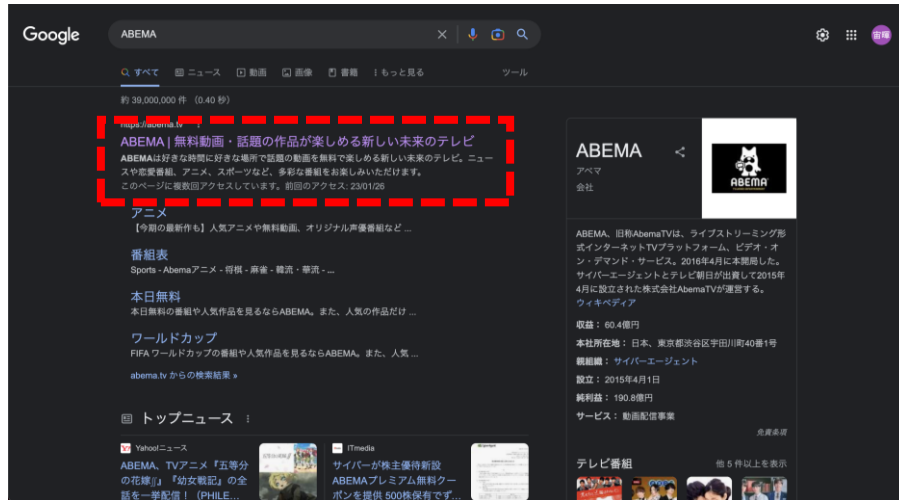 Google
ABEMA
すべて
ニュース
動画
画像
書籍
もっと見る
ツール
約 39,000,000 件 （0.40 秒）
https://abema.tv
ABEMA | 無料動画・話題の作品が楽しめる新しい未来のテレビ
ABEMAは好きな時間に好きな場所で話題の動画を無料で楽しめる新しい未来のテレビ。ニュー
スや恋愛番組、アニメ、スポーツなど、多彩な番組をお楽しみいただけます。
このページに複数回アクセスしています。前回のアクセス: 23/01/26
アニメ
【今期の最新作も】人気アニメや無料動画、オリジナル声優番組など ...
番組表
Sports - Abemaアニメ - 将棋 - 麻雀 - 韓流・華流 - ...
本日無料
本日無料の番組や人気作品を見るならABEMA。また、人気の作品だけ ...
ワールドカップ
FIFA ワールドカップの番組や人気作品を見るならABEMA。また、人気 ...
abema.tv からの検索結果 »
トップニュース
Yahoo!ニュース
ABEMA、TVアニメ『五等分
の花嫁∬』『幼女戦記』の全
話を一挙配信！（PHILE...
ITmedia
サイバーが株主優待新設
ABEMAプレミアム無料クー
ポンを提供 500株保有でず...
宙暉
ABEMA
アベマ
会社
ABEMA
ABEMA、旧称AbemaTVは、ライブストリーミング形
式インターネットTVプラットフォーム、ビデオ・オ
ン・デマンド・サービス。2016年4月に本開局した。
サイバーエージェントとテレビ朝日が出資して2015年
4月に設立された株式会社AbemaTVが運営する。
ウィキペディア
収益： 60.4億円
本社所在地： 日本、東京都渋谷区宇田川町40番1号
親組織： サイバーエージェント
設立： 2015年4月1日
純利益： 190.8億円
サービス： 動画配信事業
免責条項
テレビ番組
他 5 件以上を表示